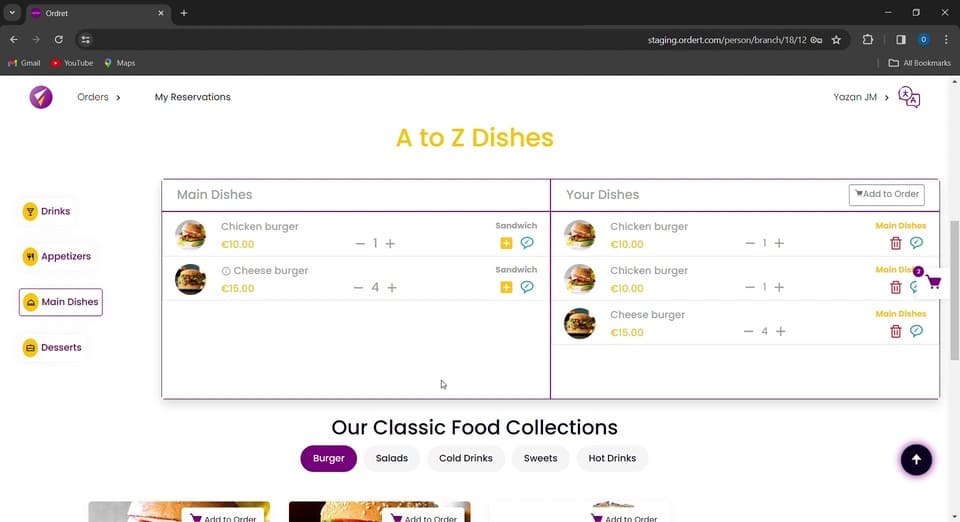 Ordret
staging.ordert.com/person/branch/18/12
Gmail
YouTube
Maps
All Bookmarks
Orders
My Reservations
Yazan JM
A to Z Dishes
Drinks
Appetizers
Main Dishes
Desserts
Main Dishes
Chicken burger
Sandwich
€10.00
1
Cheese burger
Sandwich
€15.00
4
Your Dishes
Add to Order
Chicken burger
Main Dishes
€10.00
1
Chicken burger
Main Dis
€10.00
1
2
Cheese burger
Main Dishes
€15.00
4
Our Classic Food Collections
Burger
Salads
Cold Drinks
Sweets
Hot Drinks
Add to Order
Add to Order
Add to Order